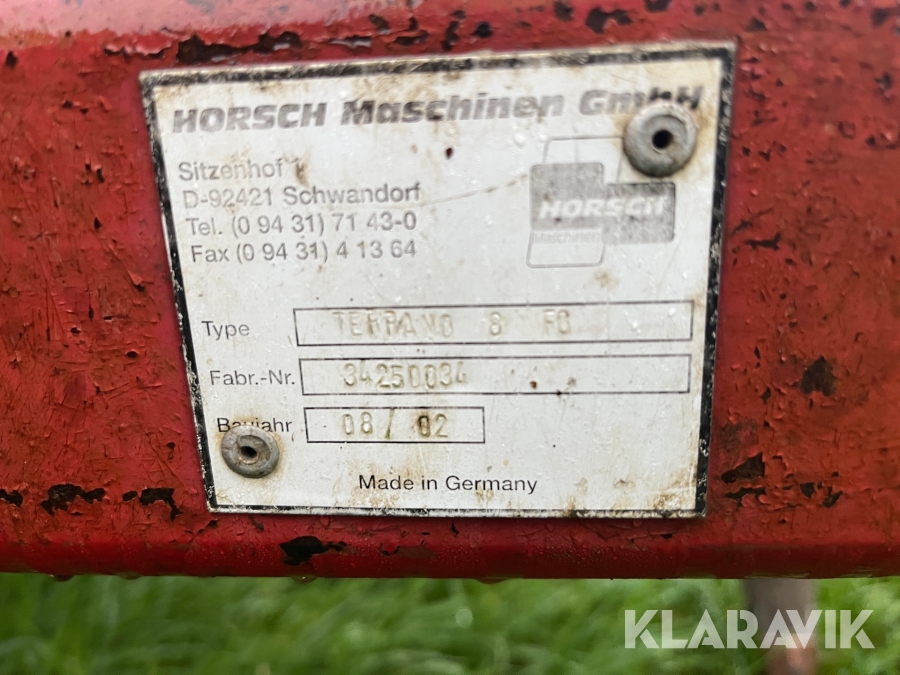 HORSCH Maschinen GmbH
Sitzenhof 1
D-92421 Schwandorf
Tel. (0 94 31) 71 43-0
Fax (0 94 31) 4 13 64
HORSCH
Maschinen
Type TERRANO 8 FG
Fabr.-Nr. 34250034
Baujahr 08/02
Made in Germany
KLARAVIK